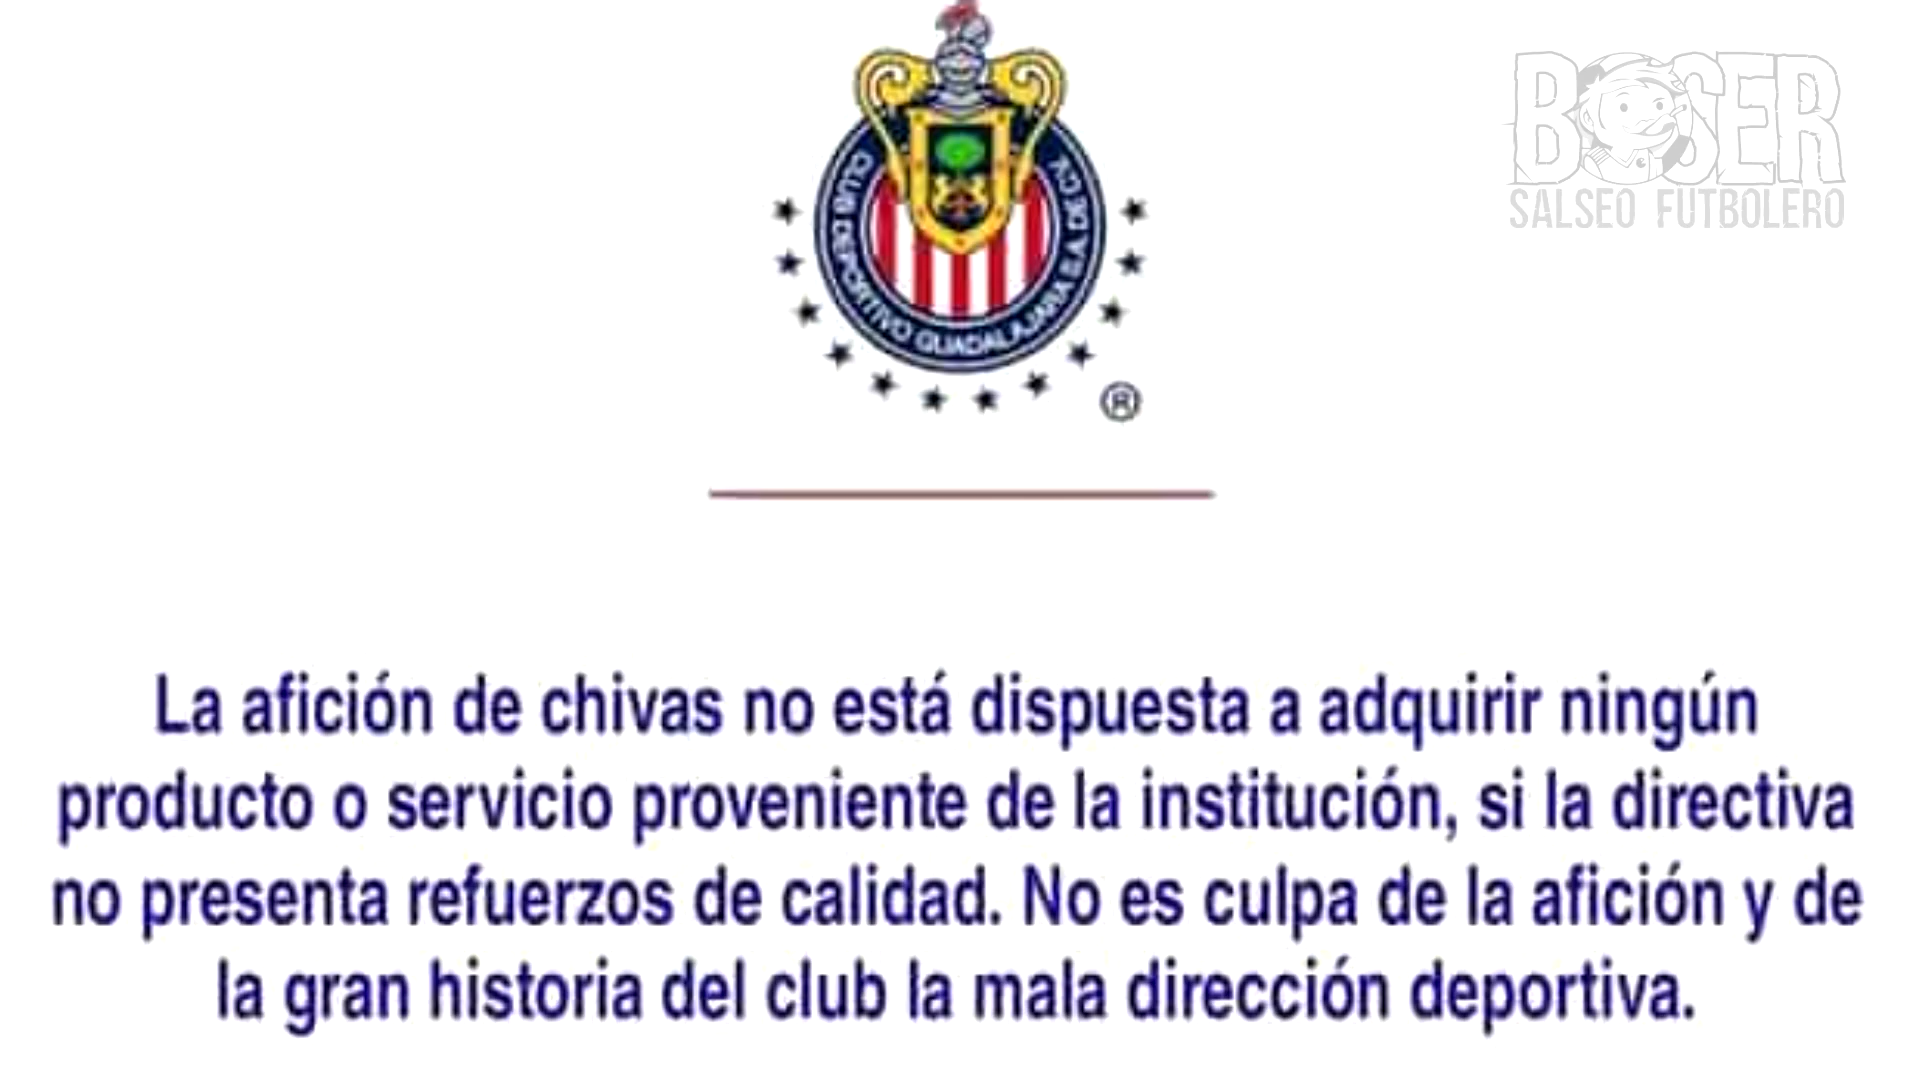 BOSER
SALSEO FUTBOLERO
CLUB DEPORTIVO GUADALAJARA S.A. DE C.V.
®
La afición de chivas no está dispuesta a adquirir ningún
producto o servicio proveniente de la institución, si la directiva
no presenta refuerzos de calidad. No es culpa de la afición y de
la gran historia del club la mala dirección deportiva.